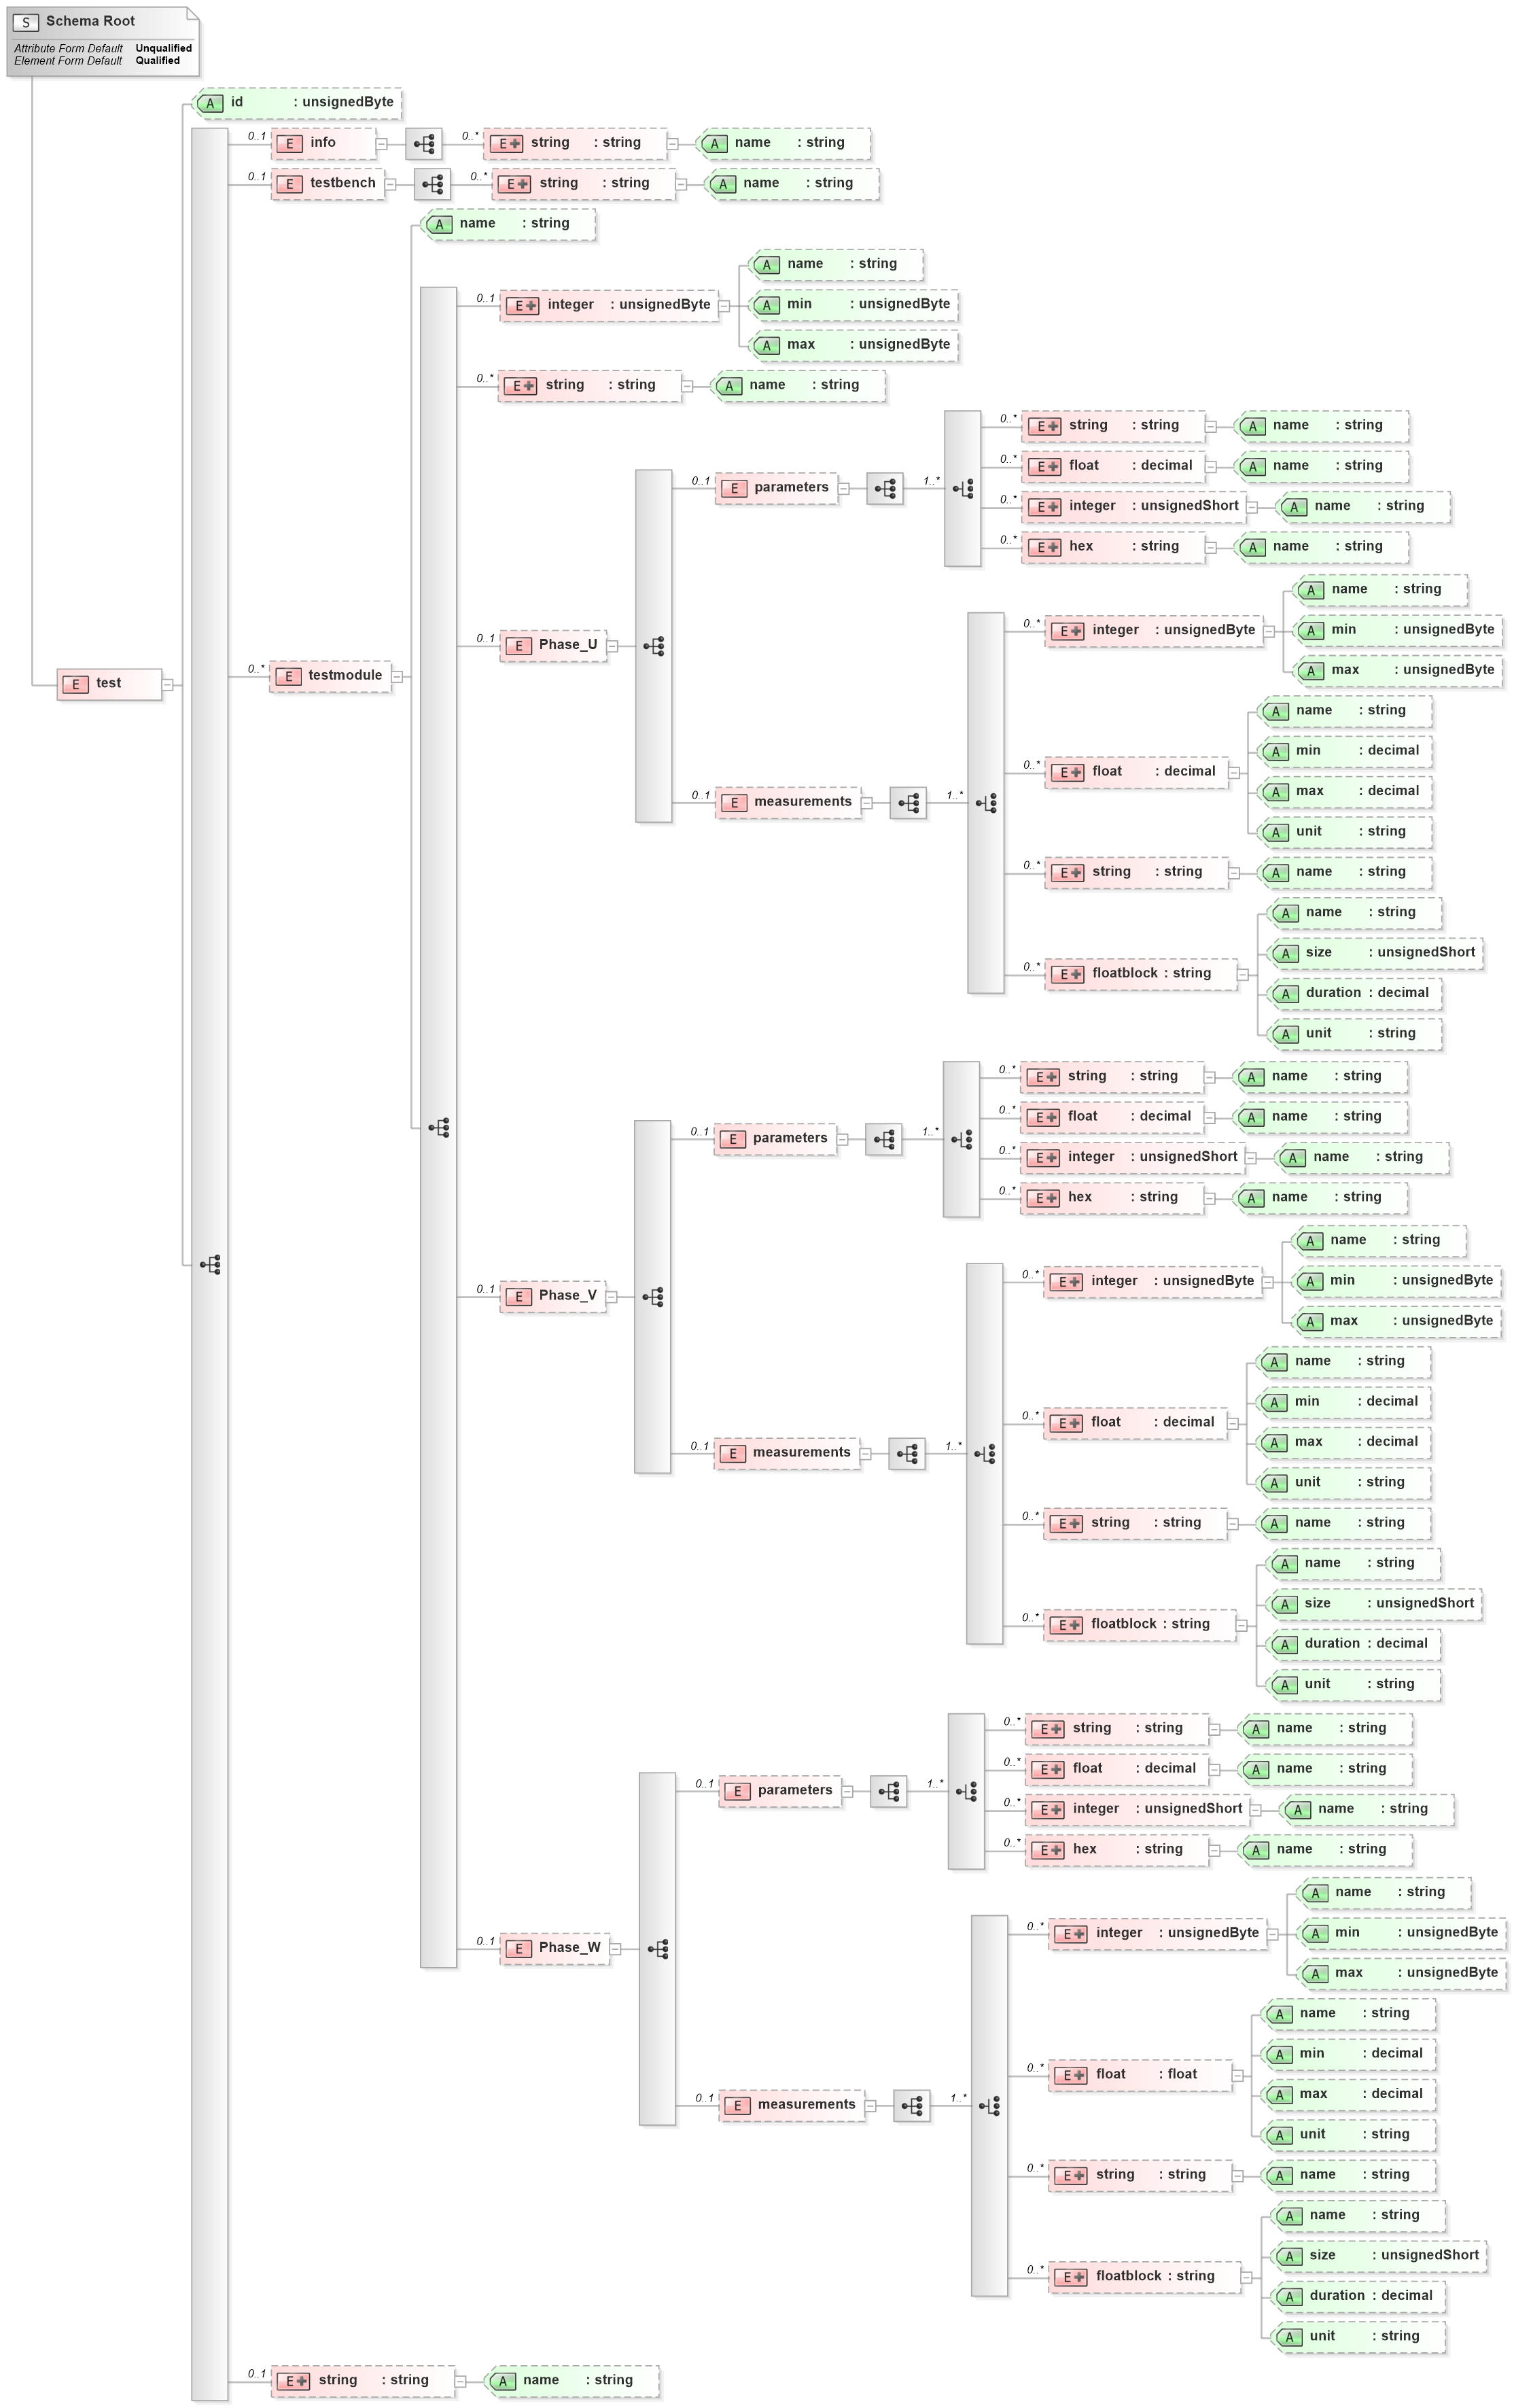 S Schema Root
Attribute Form Default Unqualified
Element Form Default Qualified
A id : unsignedByte
0..1 E info 0..* E string : string A name : string
0..1 E testbench 0..* E string : string A name : string
A name : string
A name : string
0..1 E integer : unsignedByte A min : unsignedByte
A max : unsignedByte
0..* E string : string A name : string
0..* E string : string A name : string
0..* E float : decimal A name : string
0..1 E parameters 1..*
0..* E integer : unsignedShort A name : string
0..* E hex : string A name : string
A name : string
0..* E integer : unsignedByte A min : unsignedByte
0..1 E Phase_U
A max : unsignedByte
E test 0..* E testmodule
A name : string
A min : decimal
0..* E float : decimal
A max : decimal
0..1 E measurements 1..*
A unit : string
0..* E string : string A name : string
A name : string
A size : unsignedShort
0..* E floatblock : string
A duration : decimal
A unit : string
0..* E string : string A name : string
0..* E float : decimal A name : string
0..1 E parameters 1..*
0..* E integer : unsignedShort A name : string
0..* E hex : string A name : string
A name : string
0..* E integer : unsignedByte A min : unsignedByte
0..1 E Phase_V
A max : unsignedByte
A name : string
A min : decimal
0..* E float : decimal
A max : decimal
0..1 E measurements 1..*
A unit : string
0..* E string : string A name : string
A name : string
A size : unsignedShort
0..* E floatblock : string
A duration : decimal
A unit : string
0..* E string : string A name : string
0..* E float : decimal A name : string
0..1 E parameters 1..*
0..* E integer : unsignedShort A name : string
0..* E hex : string A name : string
A name : string
0..* E integer : unsignedByte A min : unsignedByte
0..1 E Phase_W
A max : unsignedByte
A name : string
A min : decimal
0..* E float : float
A max : decimal
0..1 E measurements 1..*
A unit : string
0..* E string : string A name : string
A name : string
A size : unsignedShort
0..* E floatblock : string
A duration : decimal
A unit : string
0..1 E string : string A name : string